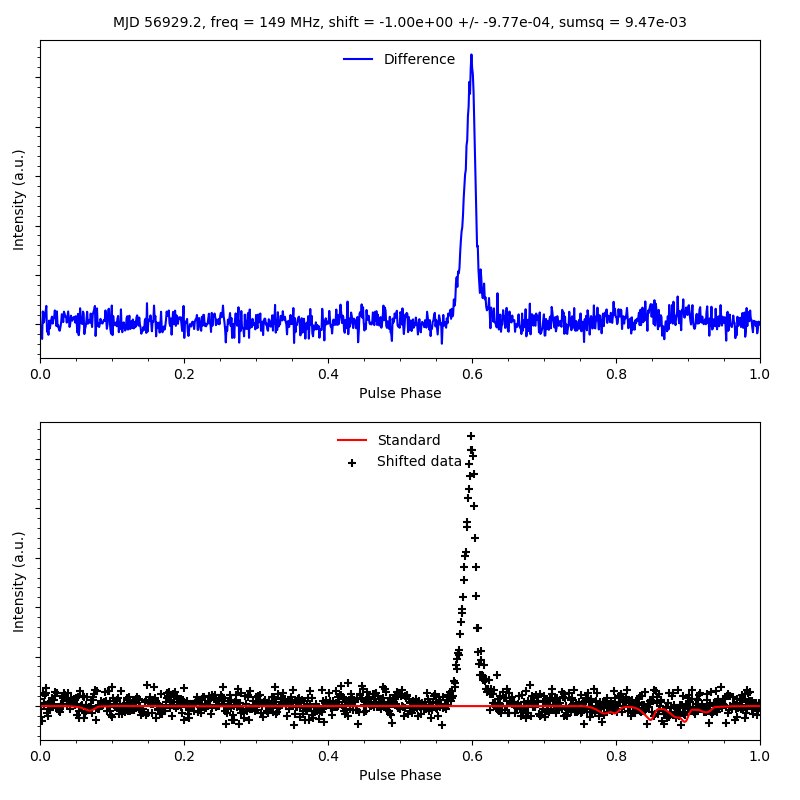 MJD 56929.2, freq = 149 MHz, shift = -1.00e+00 +/- -9.77e-04, sumsq = 9.47e-03
Difference
Intensity (a.u.)
0.0 0.2 0.4 0.6 0.8 1.0
Pulse Phase
Standard
Shifted data
Intensity (a.u.)
0.0 0.2 0.4 0.6 0.8 1.0
Pulse Phase